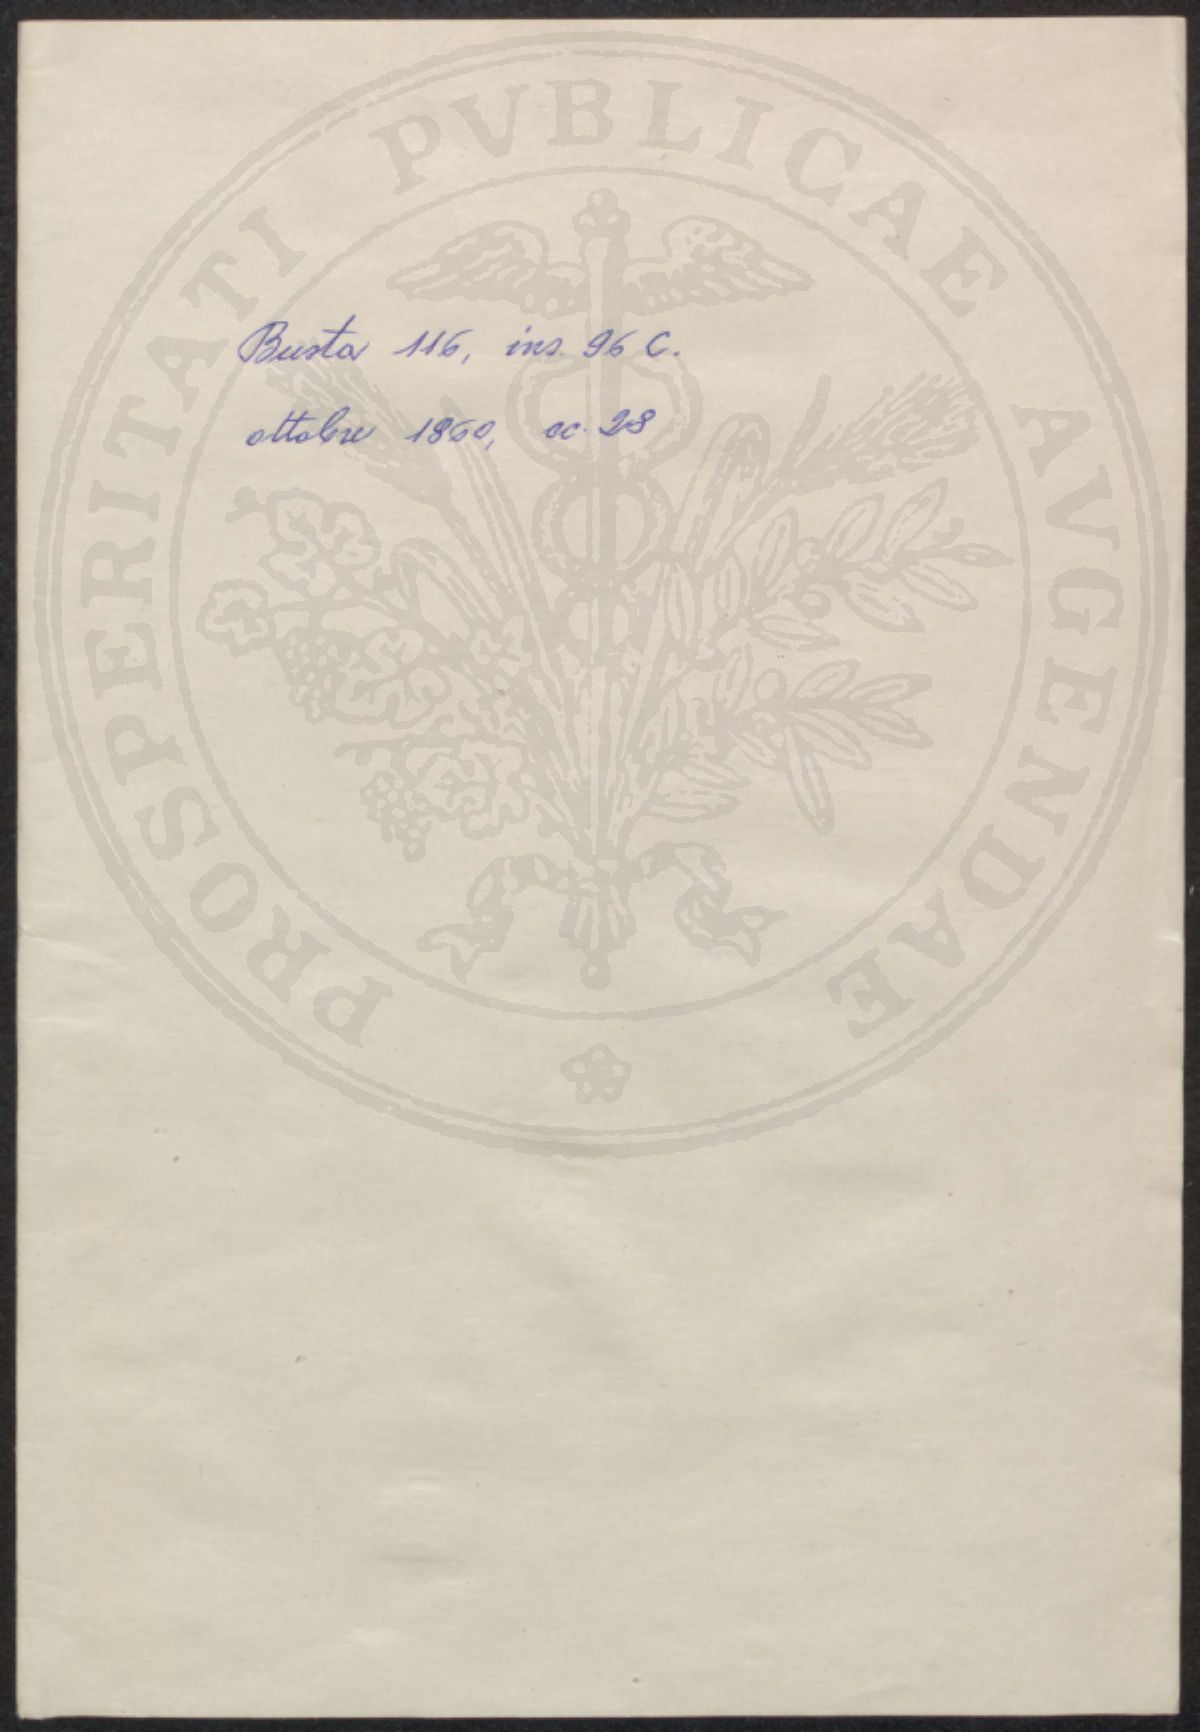 PROSPERITATI PVBLICAE AVGENDAE
Busta 116, ins. 96 C.
ottobre 1860, cc. 28